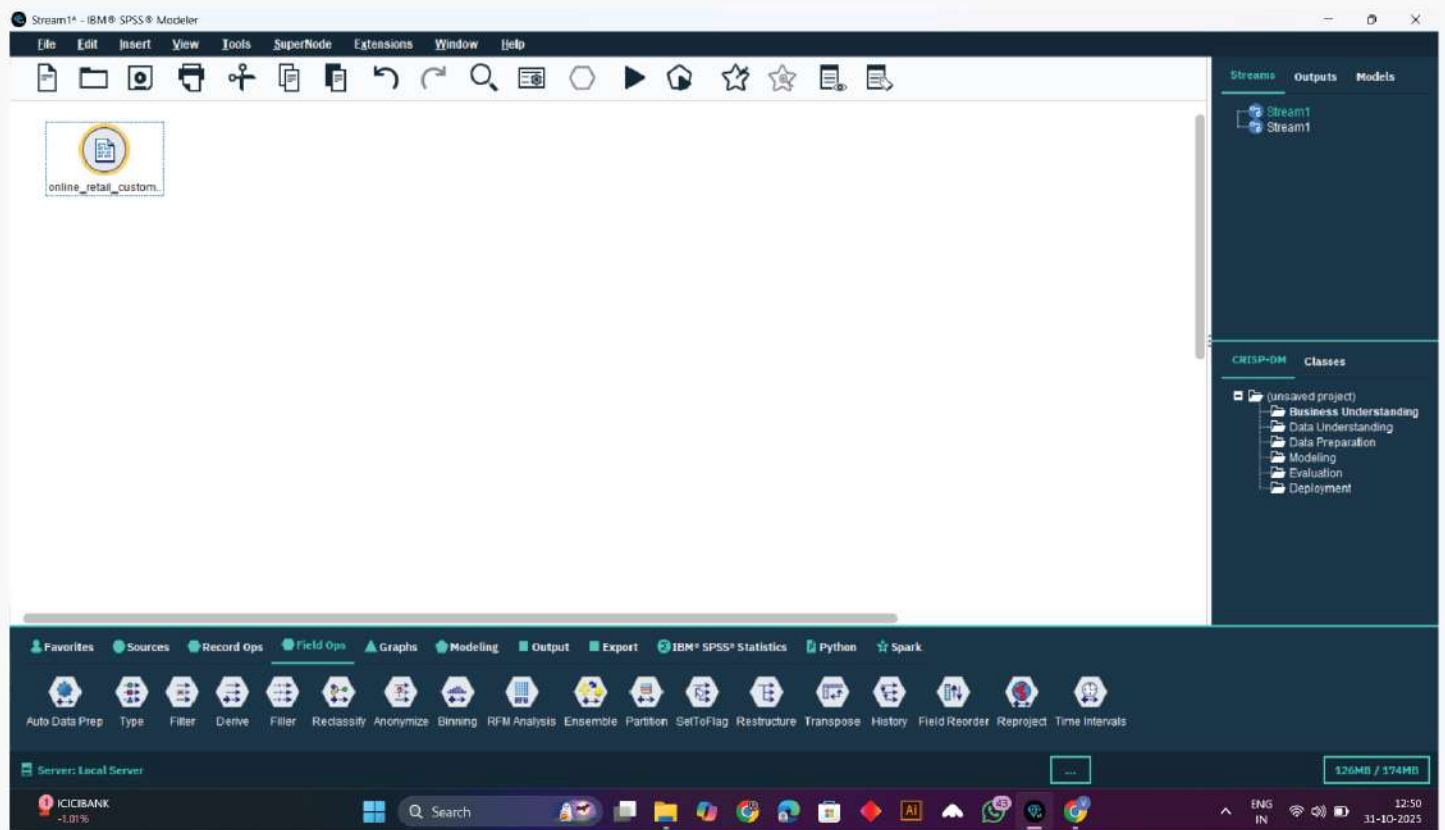 Stream1* - IBM® SPSS® Modeler
File Edit Insert View Tools SuperNode Extensions Window Help
Streams Outputs Models
Stream1
Stream1
online_retail_custom..
CRISP-DM Classes
(unsaved project)
Business Understanding
Data Understanding
Data Preparation
Modeling
Evaluation
Deployment
Favorites Sources Record Ops Field Ops Graphs Modeling Output Export IBM® SPSS® Statistics Python Spark
Auto Data Prep Type Filter Derive Filler Reclassify Anonymize Binning RFM Analysis Ensemble Partition SetToFlag Restructure Transpose History Field Reorder Reproject Time Intervals
Server: Local Server ... 126MB / 174MB
1 ICICIBANK
-1.01%
Search
Ai
43
ENG
IN
12:50
31-10-2025